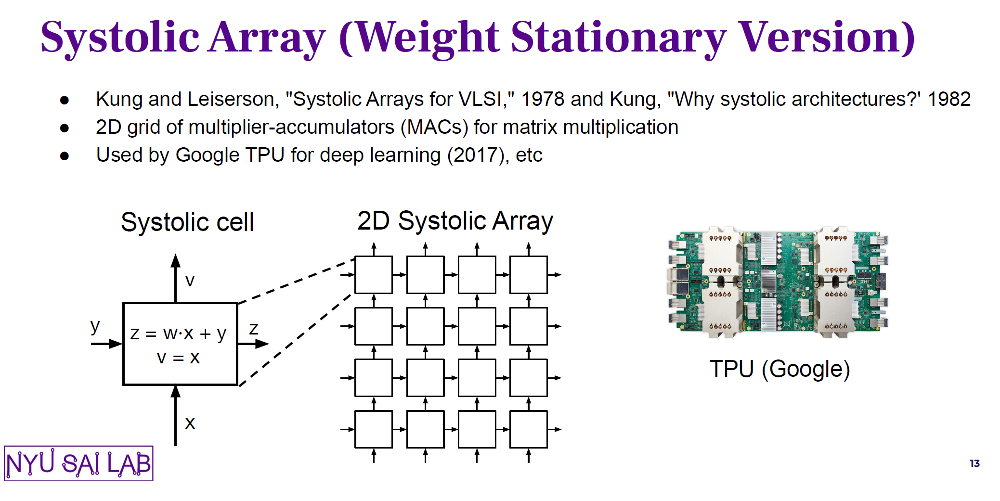 Systolic Array (Weight Stationary Version)
● Kung and Leiserson, "Systolic Arrays for VLSI," 1978 and Kung, "Why systolic architectures?' 1982
● 2D grid of multiplier-accumulators (MACs) for matrix multiplication
● Used by Google TPU for deep learning (2017), etc
Systolic cell
v
y
z = w·x + y
v = x
z
x
2D Systolic Array
TPU (Google)
NYU SAI LAB
13